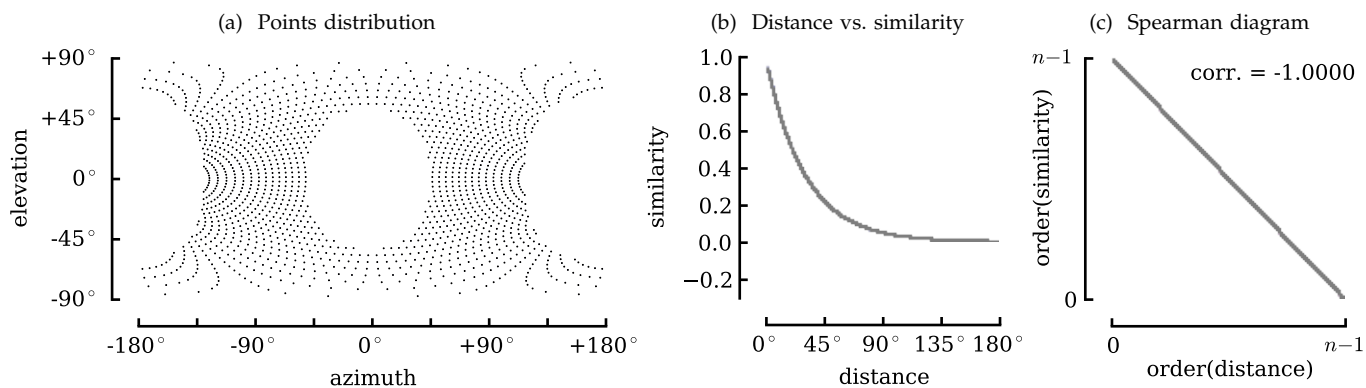 (a) Points distribution
+90°
+45°
0°
-45°
-90°
elevation
-180°
-90°
0°
+90°
+180°
azimuth
(b) Distance vs. similarity
1.0
0.8
0.6
0.4
0.2
0.0
−0.2
similarity
0°
45°
90°
135°
180°
distance
(c) Spearman diagram
n−1
corr. = -1.0000
0
order(similarity)
0
n−1
order(distance)